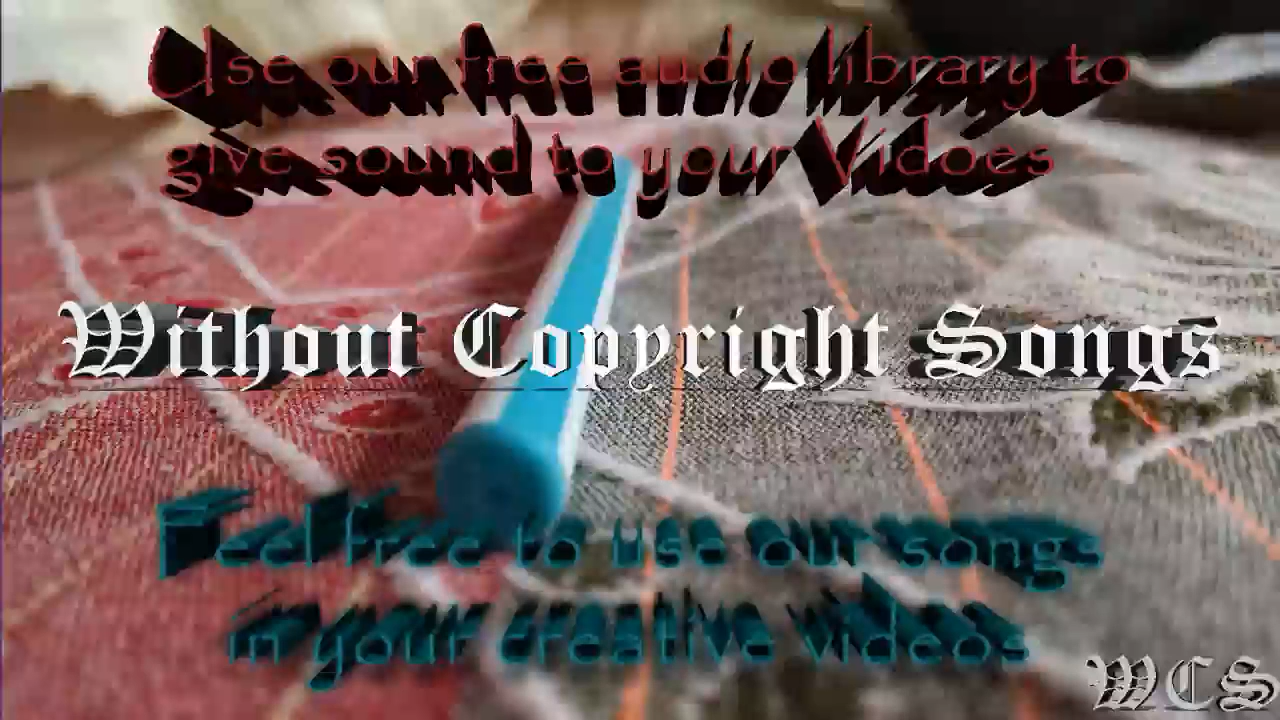 Use our free audio library to
give sound to your Vidoes
Without Copyright Songs
Feel free to use our songs
in your creative videos
WCS